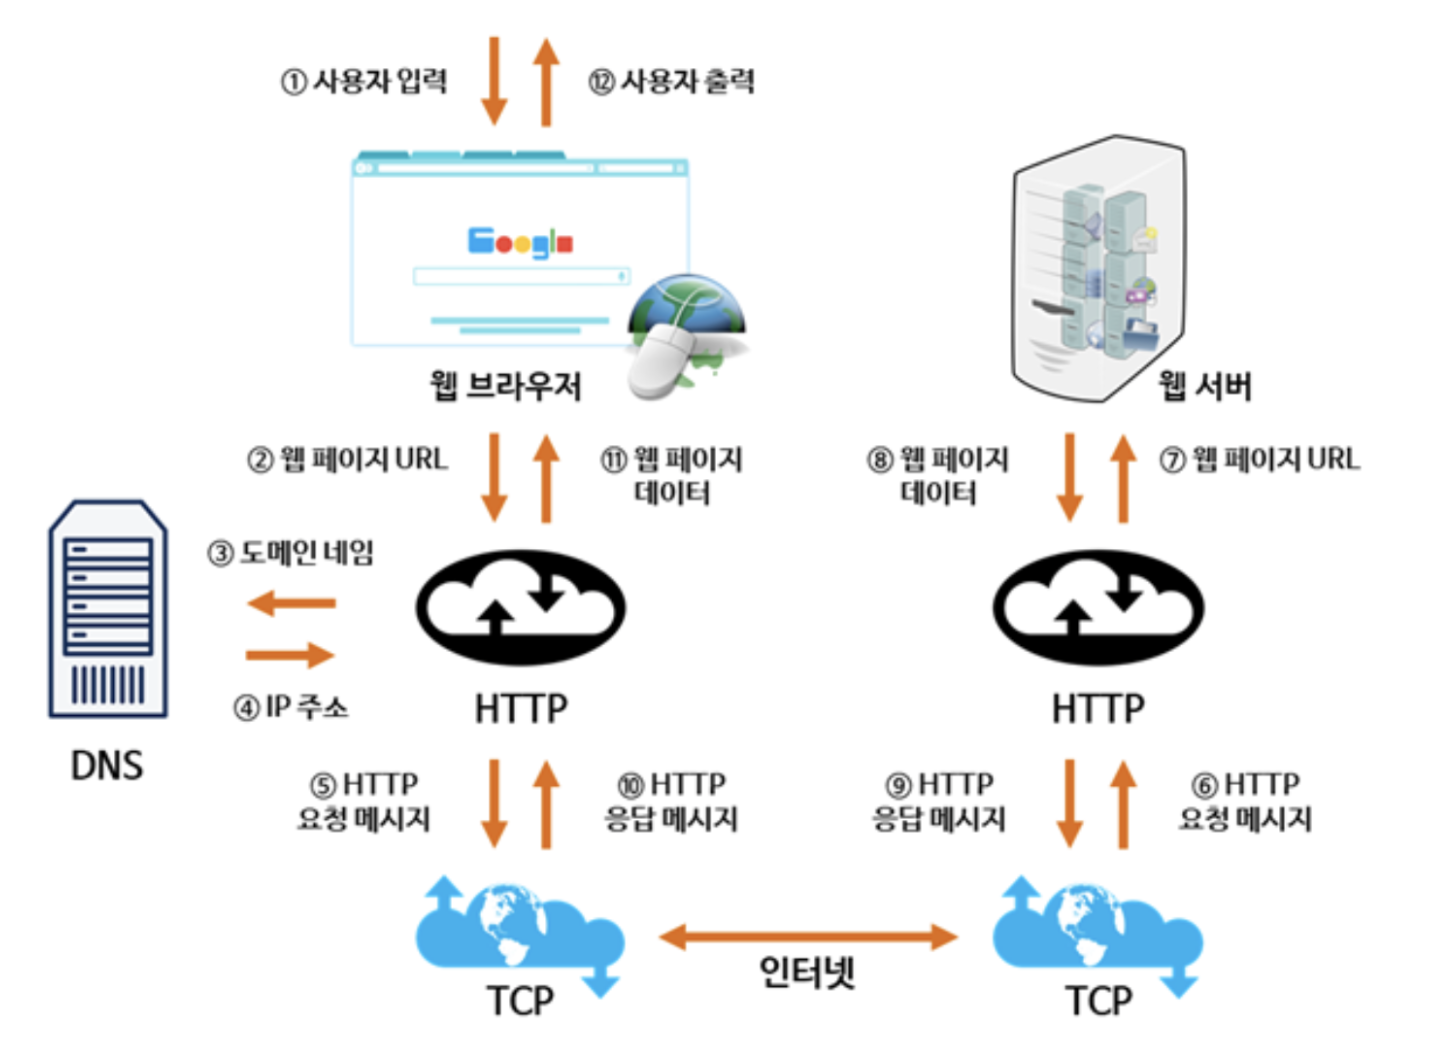 ① 사용자 입력
⑫ 사용자 출력
Google
웹 브라우저
웹 서버
② 웹 페이지 URL
⑪ 웹 페이지
데이터
⑧ 웹 페이지
데이터
⑦ 웹 페이지 URL
③ 도메인 네임
④ IP 주소
DNS
HTTP
HTTP
⑤ HTTP
요청 메시지
⑩ HTTP
응답 메시지
⑨ HTTP
응답 메시지
⑥ HTTP
요청 메시지
인터넷
TCP
TCP